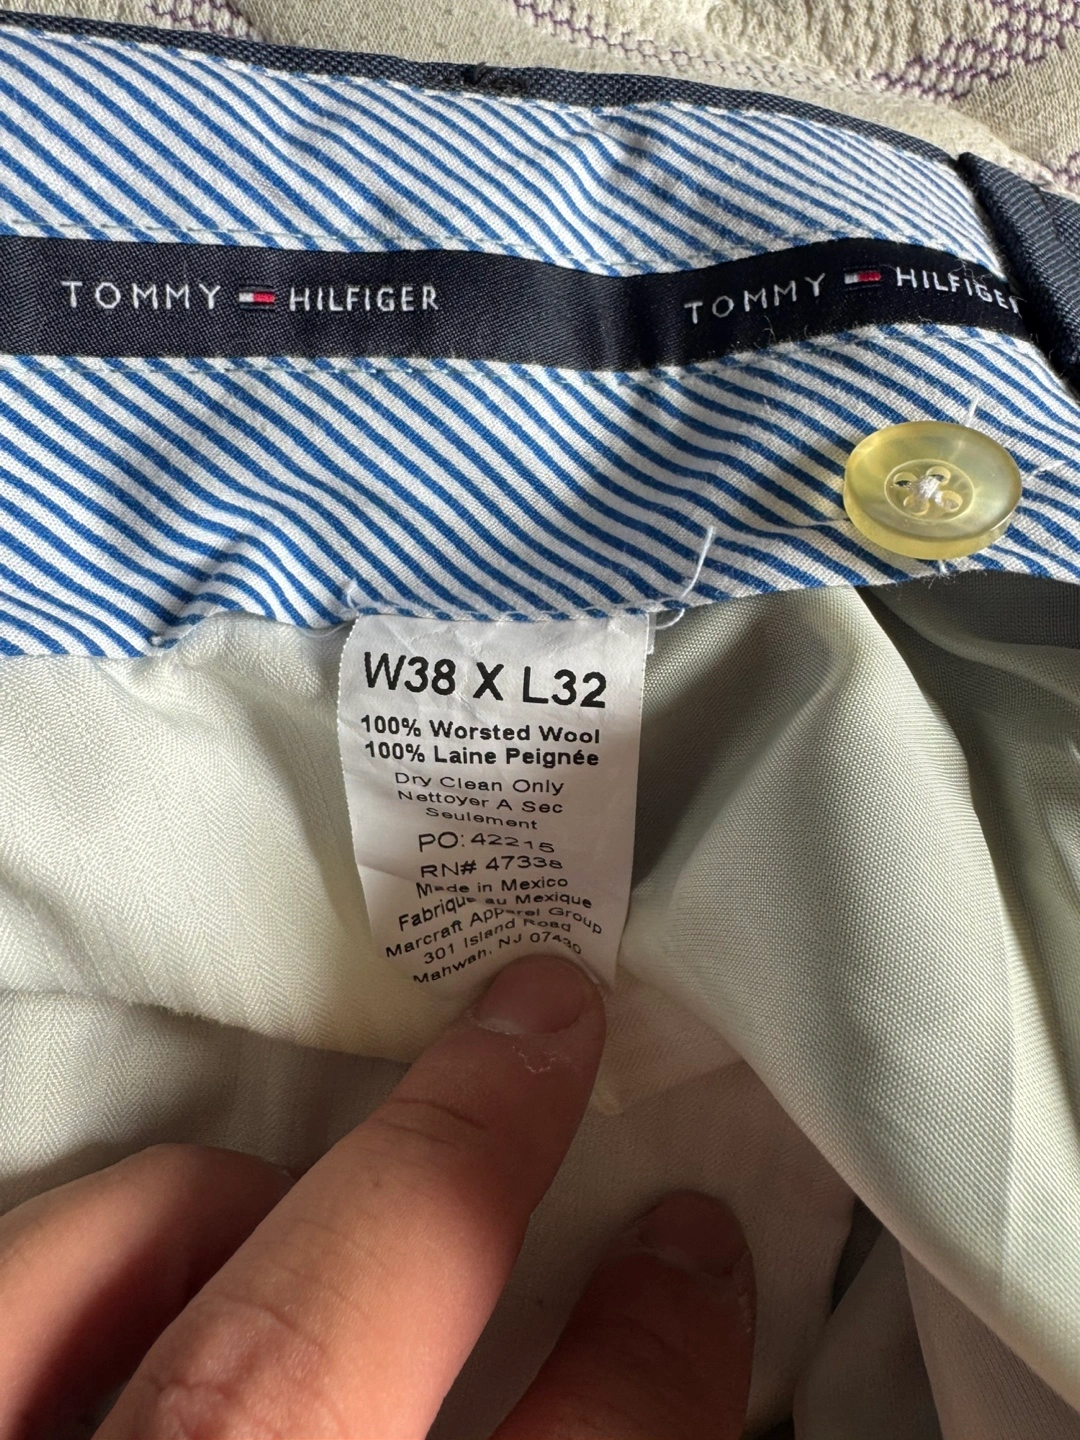 TOMMY HILFIGER TOMMY HILFIGER
W38 X L32
100% Worsted Wool
100% Laine Peignée
Dry Clean Only
Nettoyer A Sec
Seulement
PO: 42215
RN# 47338
Made in Mexico
Fabrique au Mexique
Marcraft Apparel Group
301 Island Road
Mahwah, NJ 07430